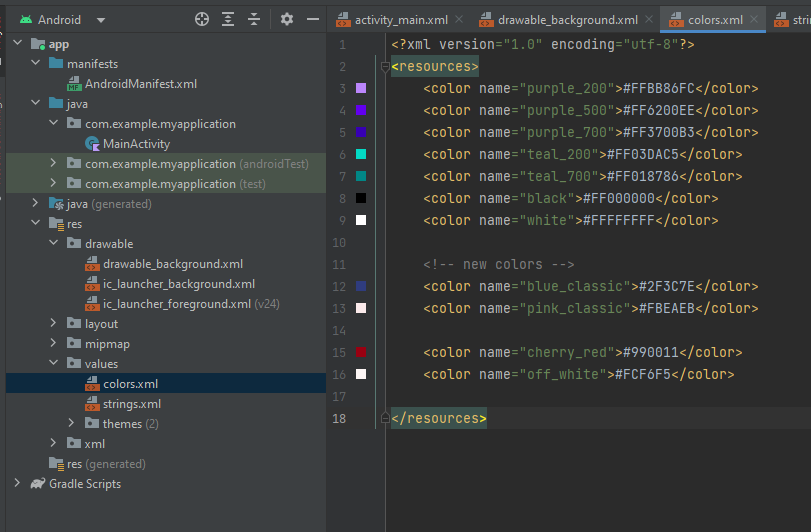 Android
app
manifests
AndroidManifest.xml
java
com.example.myapplication
MainActivity
com.example.myapplication (androidTest)
com.example.myapplication (test)
java (generated)
res
drawable
drawable_background.xml
ic_launcher_background.xml
ic_launcher_foreground.xml (v24)
layout
mipmap
values
colors.xml
strings.xml
themes (2)
xml
res (generated)
Gradle Scripts
activity_main.xml drawable_background.xml colors.xml
1 <?xml version="1.0" encoding="utf-8"?>
2 <resources>
3 <color name="purple_200">#FFBB86FC</color>
4 <color name="purple_500">#FF6200EE</color>
5 <color name="purple_700">#FF3700B3</color>
6 <color name="teal_200">#FF03DAC5</color>
7 <color name="teal_700">#FF018786</color>
8 <color name="black">#FF000000</color>
9 <color name="white">#FFFFFFFF</color>
10
11 <!-- new colors -->
12 <color name="blue_classic">#2F3C7E</color>
13 <color name="pink_classic">#FBEAEB</color>
14
15 <color name="cherry_red">#990011</color>
16 <color name="off_white">#FCF6F5</color>
17
18 </resources>